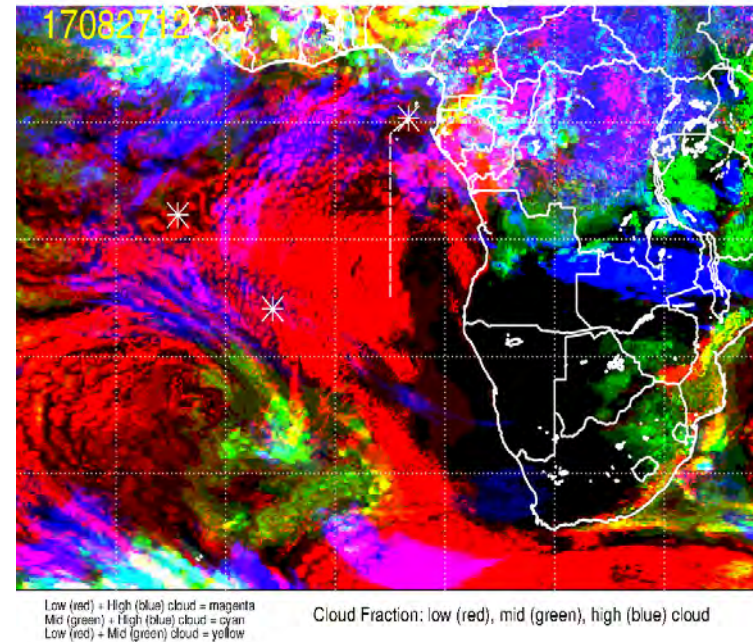 17082712
Low (red) + High (blue) cloud = magenta
Mid (green) + High (blue) cloud = cyan
Low (red) + Mid (green) cloud = yellow
Cloud Fraction: low (red), mid (green), high (blue) cloud